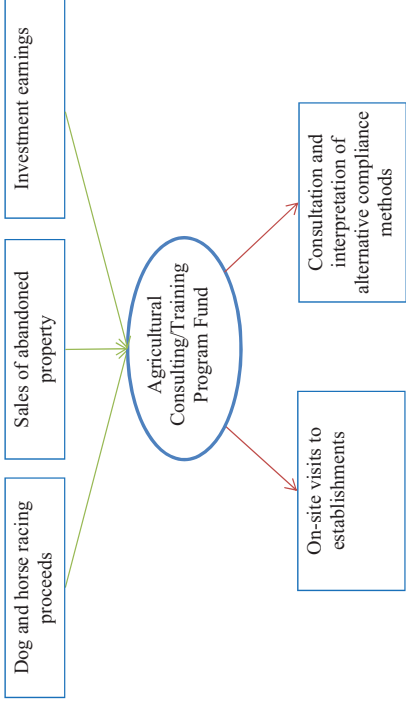 Dog and horse racing
proceeds
Sales of abandoned
property
Investment earnings
Agricultural
Consulting/Training
Program Fund
On-site visits to
establishments
Consultation and
interpretation of
alternative compliance
methods